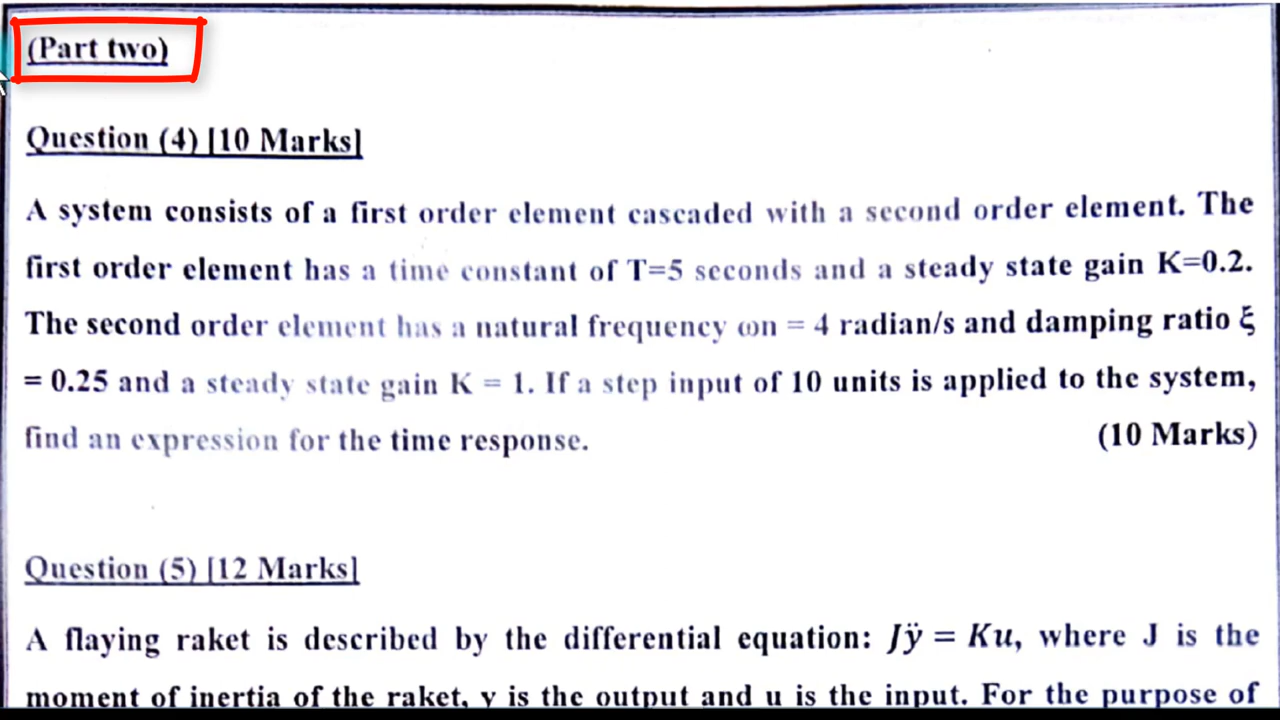 (Part two)
Question (4) [10 Marks]
A system consists of a first order element cascaded with a second order element. The
first order element has a time constant of T=5 seconds and a steady state gain K=0.2.
The second order element has a natural frequency ωn = 4 radian/s and damping ratio ξ
= 0.25 and a steady state gain K = 1. If a step input of 10 units is applied to the system,
find an expression for the time response.
(10 Marks)
Question (5) [12 Marks]
A flaying raket is described by the differential equation: Jÿ = Ku, where J is the
moment of inertia of the raket, y is the output and u is the input. For the purpose of